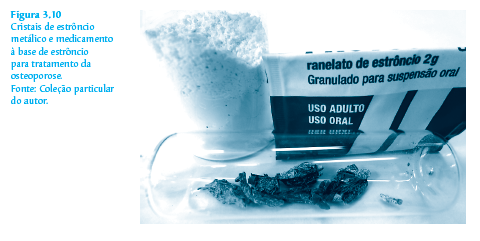 Figura 3.10
Cristais de estrôncio
metálico e medicamento
à base de estrôncio
para tratamento da
osteoporose.
Fonte: Coleção particular
do autor.
ranelato de estrôncio 2g
Granulado para suspensão oral
USO ADULTO
USO ORAL